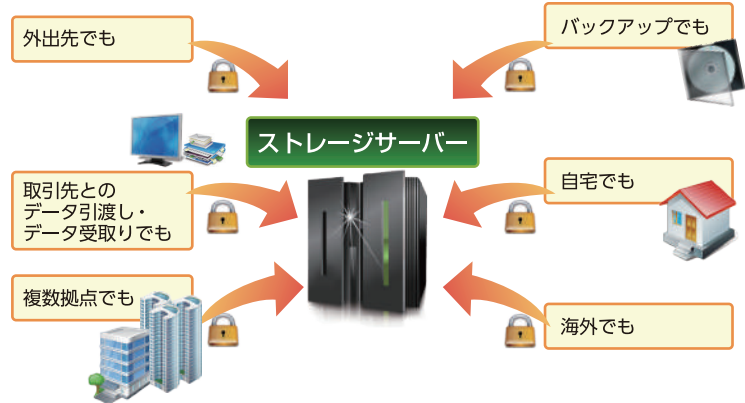 外出先でも
バックアップでも
ストレージサーバー
取引先との
データ引渡し・
データ受取りでも
自宅でも
複数拠点でも
海外でも